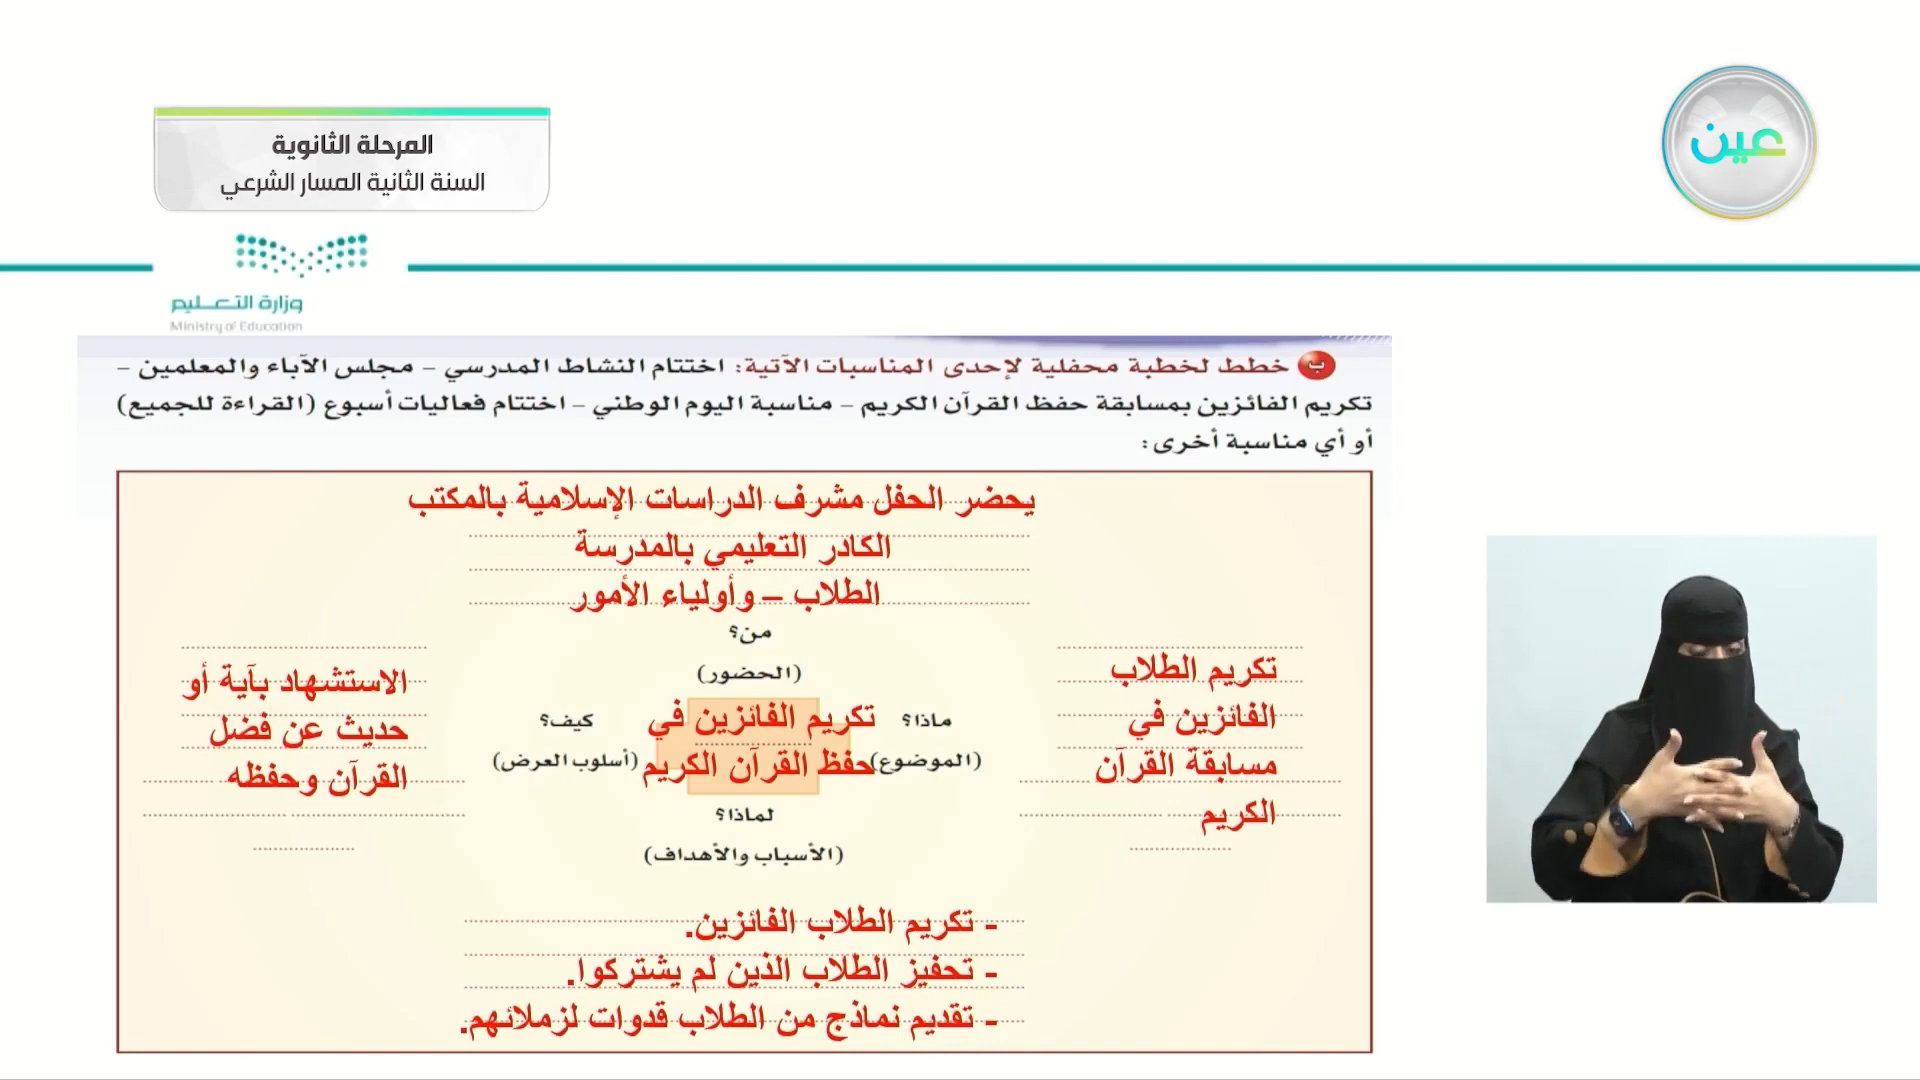 المرحلة الثانوية
السنة الثانية المسار الشرعي
عين
وزارة التعليم
Ministry of Education
ب خطط لخطبة محفلية لإحدى المناسبات الآتية: اختتام النشاط المدرسي – مجلس الآباء والمعلمين –
تكريم الفائزين بمسابقة حفظ القرآن الكريم – مناسبة اليوم الوطني – اختتام فعاليات أسبوع (القراءة للجميع)
أو أي مناسبة أخرى:
يحضر الحفل مشرف الدراسات الإسلامية بالمكتب
الكادر التعليمي بالمدرسة
الطلاب – وأولياء الأمور
من؟
(الحضور)
تكريم الطلاب
الفائزين في
مسابقة القرآن
الكريم
ماذا؟
(الموضوع)
تكريم الفائزين في
حفظ القرآن الكريم
كيف؟
(أسلوب العرض)
الاستشهاد بآية أو
حديث عن فضل
القرآن وحفظه
لماذا؟
(الأسباب والأهداف)
- تكريم الطلاب الفائزين.
- تحفيز الطلاب الذين لم يشتركوا.
- تقديم نماذج من الطلاب قدوات لزملائهم.